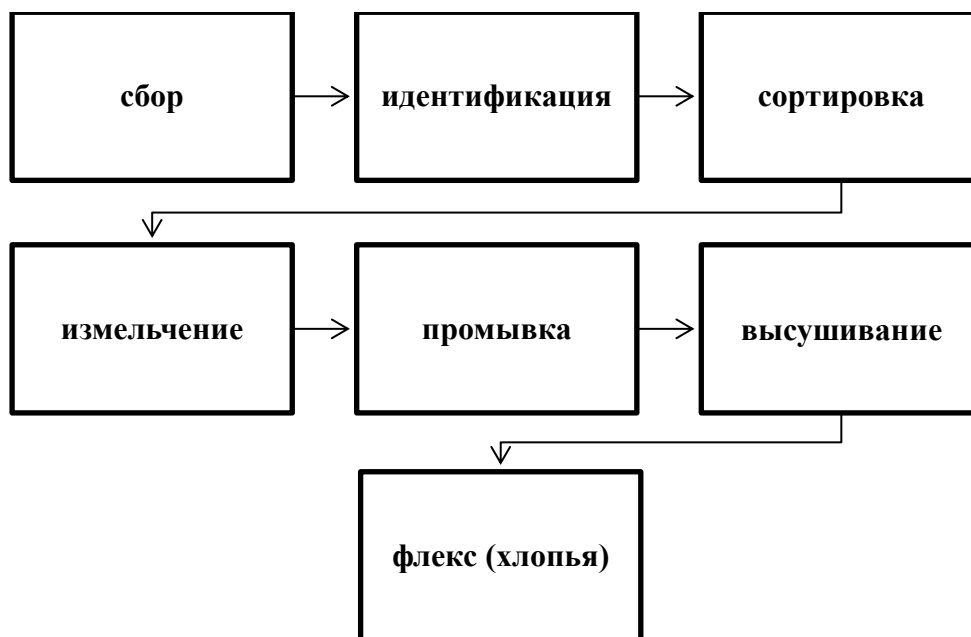 сбор
идентификация
сортировка
измельчение
промывка
высушивание
флекс (хлопья)